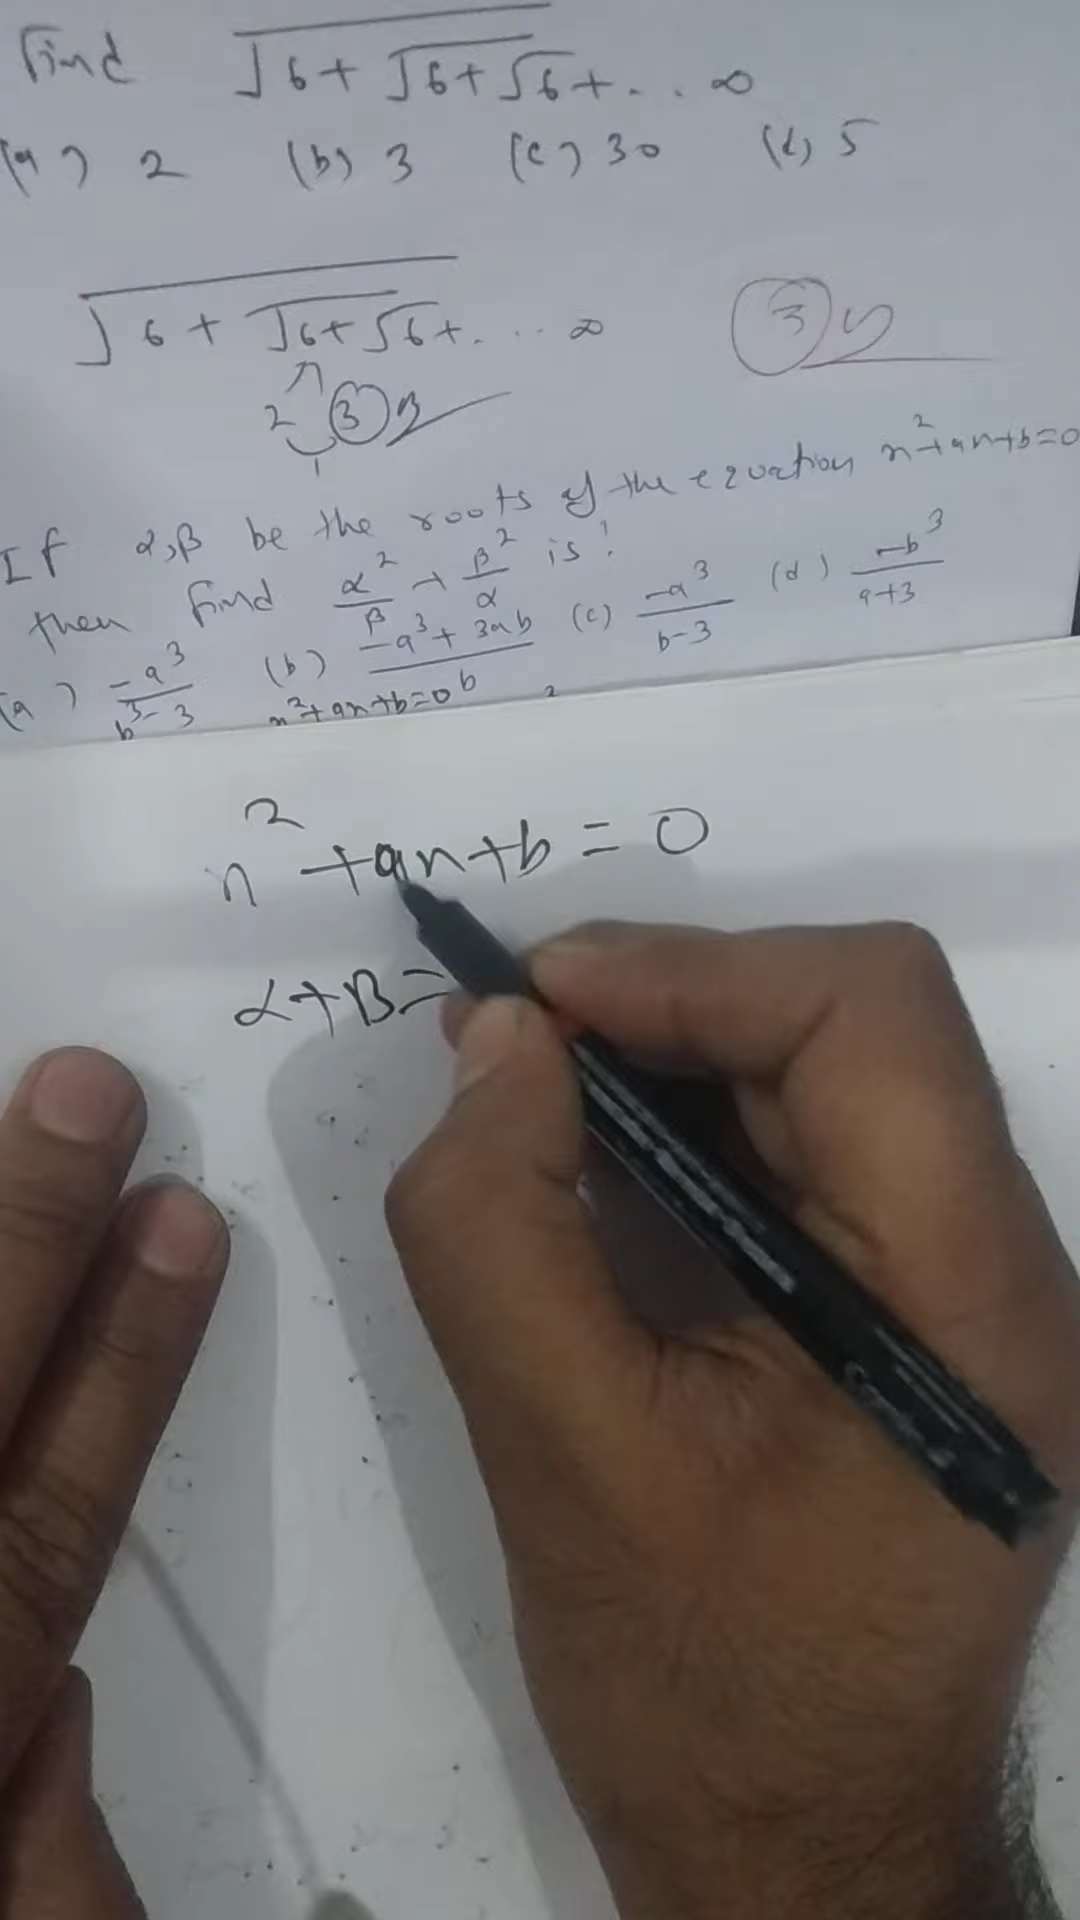 Find √6+√6+√6+... ∞
(a) 2 (b) 3 (c) 30 (d) 5
√6+√6+√6+... ∞
3
2 3
1
If α,β be the roots of the equation x²+ax+b=0
then find α²/β + β²/α is?
(a) -a³/b³-3 (b) -a³+3ab/b (c) -a³/b-3 (d) -b³/a+3
x²+ax+b=0 2
x²+ax+b=0
α+β=